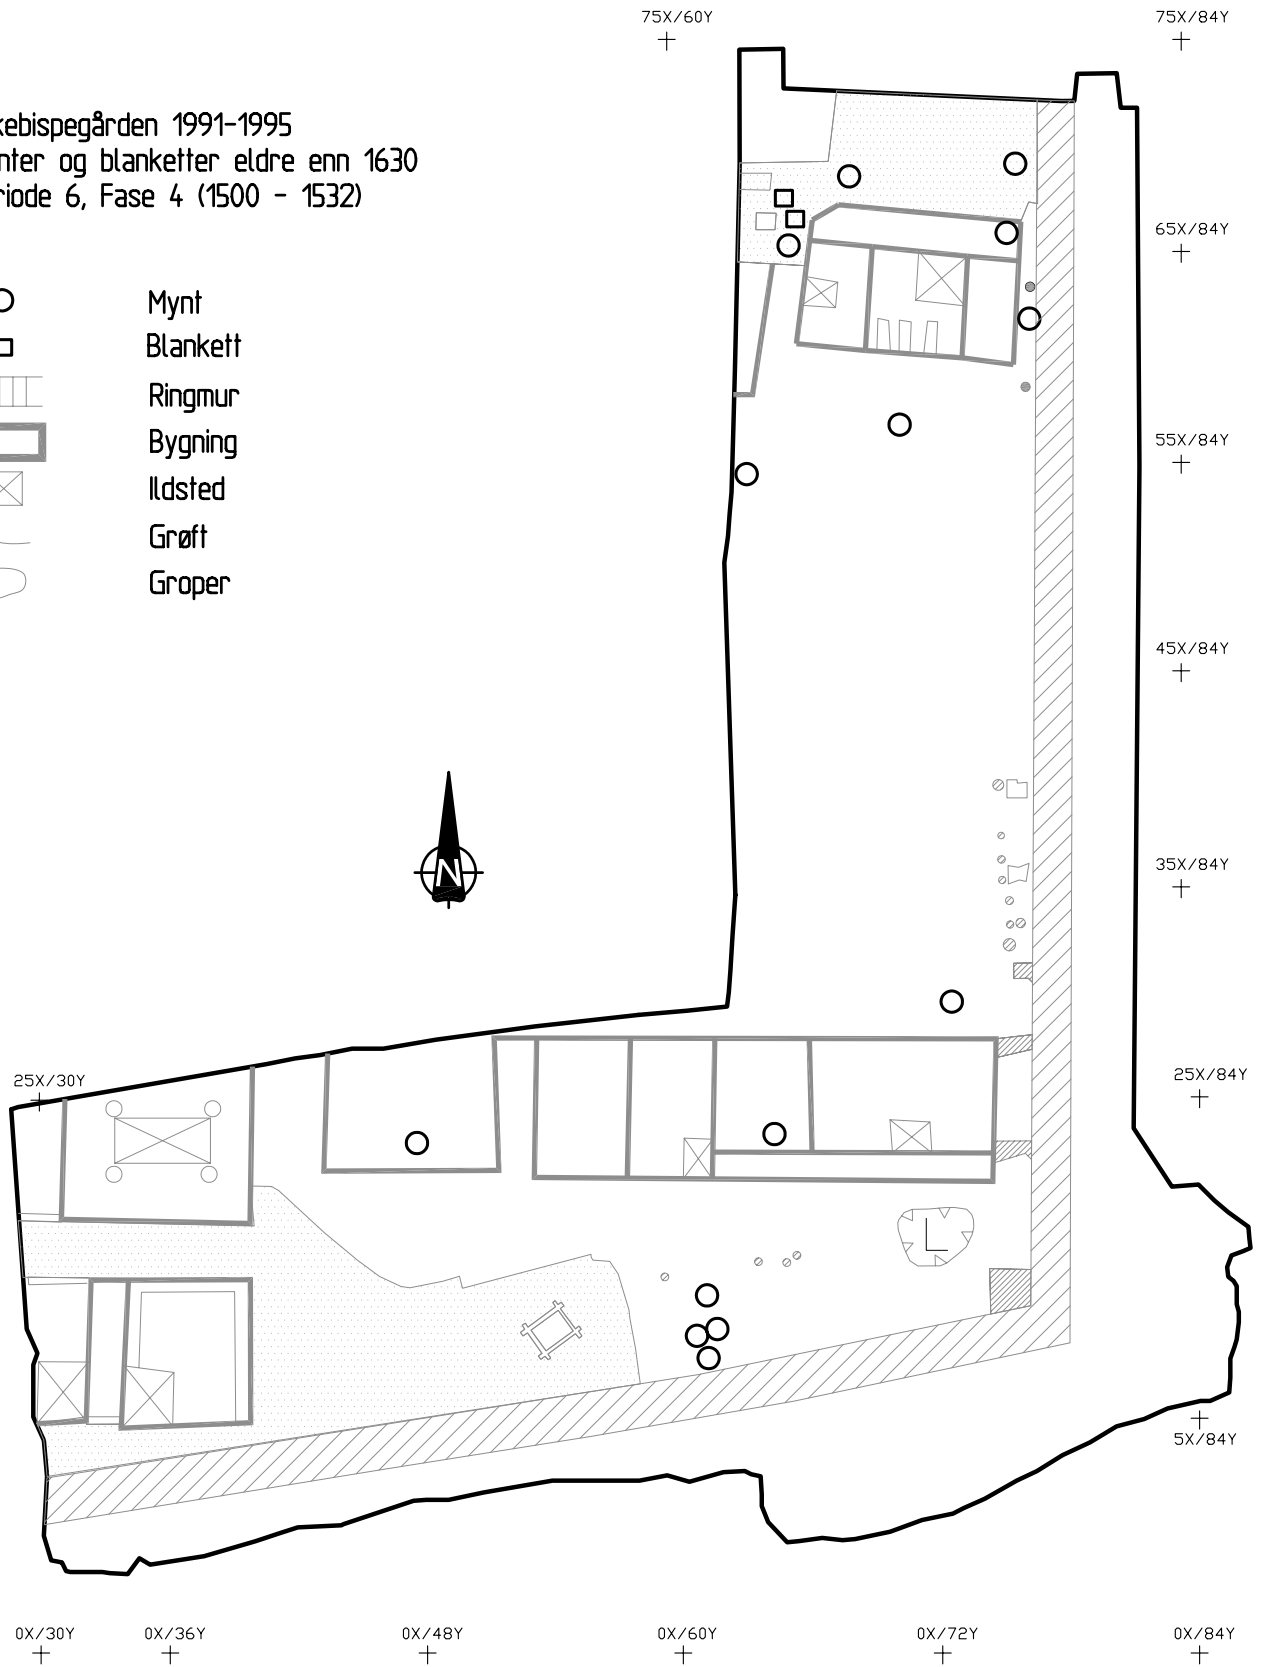 75X/60Y
75X/84Y
kebispegården 1991-1995
nter og blanketter eldre enn 1630
riode 6, Fase 4 (1500 - 1532)
65X/84Y
Mynt
Blankett
Ringmur
Bygning
Ildsted
Grøft
Groper
55X/84Y
45X/84Y
35X/84Y
N
25X/30Y
25X/84Y
5X/84Y
0X/30Y
0X/36Y
0X/48Y
0X/60Y
0X/72Y
0X/84Y